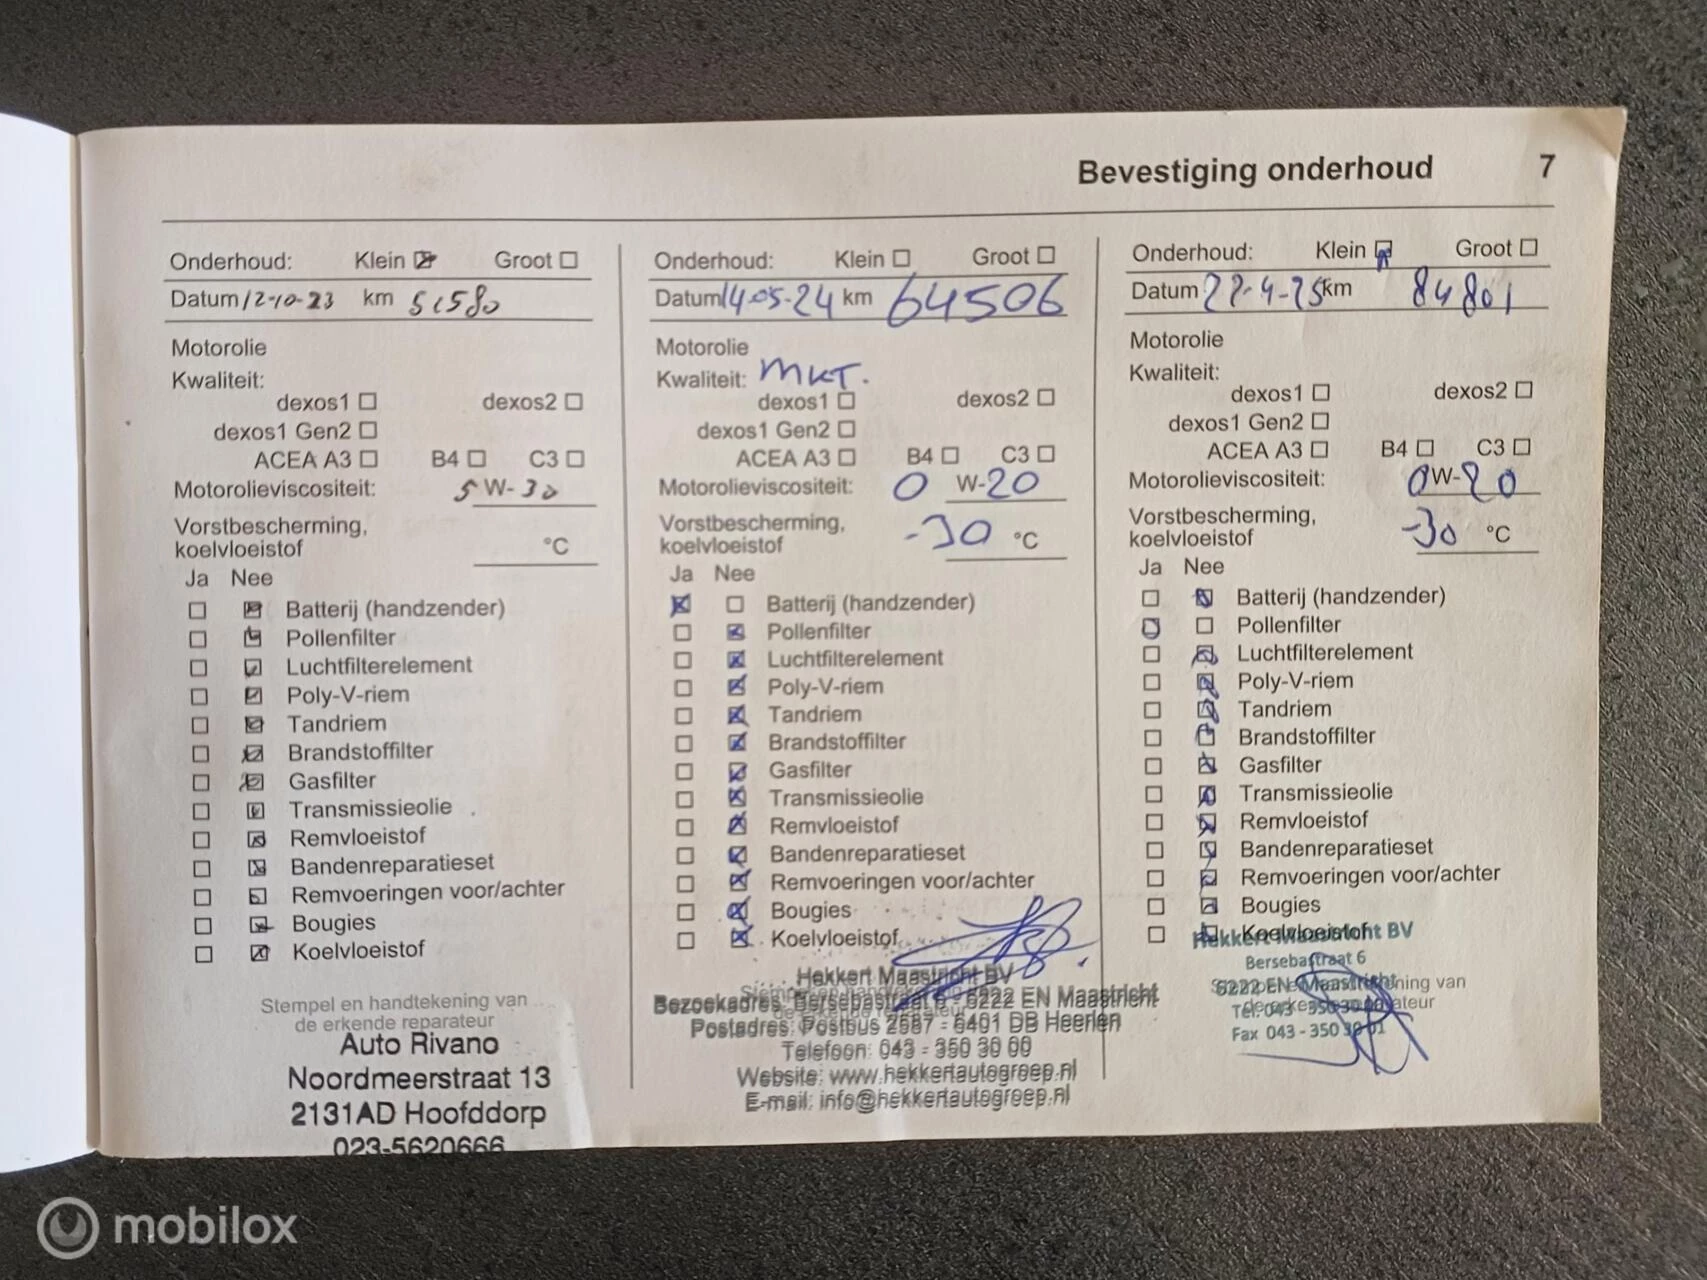 Bevestiging onderhoud 7
Onderhoud: Klein Groot
Datum 12-10-23 km 51580
Motorolie
Kwaliteit:
dexos1 dexos2
dexos1 Gen2
ACEA A3 B4 C3
Motorolieviscositeit: 5 W-30
Vorstbescherming,
koelvloeistof °C
Ja Nee
Batterij (handzender)
Pollenfilter
Luchtfilterelement
Poly-V-riem
Tandriem
Brandstoffilter
Gasfilter
Transmissieolie
Remvloeistof
Bandenreparatieset
Remvoeringen voor/achter
Bougies
Koelvloeistof
Stempel en handtekening van
de erkende reparateur
Auto Rivano
Noordmeerstraat 13
2131AD Hoofddorp
023-5620666
Onderhoud: Klein Groot
Datum 14-05-24 km 64506
Motorolie
Kwaliteit: MKT.
dexos1 dexos2
dexos1 Gen2
ACEA A3 B4 C3
Motorolieviscositeit: 0 W-20
Vorstbescherming,
koelvloeistof -30 °C
Ja Nee
Batterij (handzender)
Pollenfilter
Luchtfilterelement
Poly-V-riem
Tandriem
Brandstoffilter
Gasfilter
Transmissieolie
Remvloeistof
Bandenreparatieset
Remvoeringen voor/achter
Bougies
Koelvloeistof
Hekkert Maastricht BV
Bezoekadres: Bersebastraat 6 - 6222 EN Maastricht
Postadres: Postbus 2587 - 6401 DB Heerlen
Telefoon: 043 - 350 30 00
Website: www.hekkertautogroep.nl
E-mail: info@hekkertautogroep.nl
Onderhoud: Klein Groot
Datum 22-4-25 km 84801
Motorolie
Kwaliteit:
dexos1 dexos2
dexos1 Gen2
ACEA A3 B4 C3
Motorolieviscositeit: 0W-20
Vorstbescherming,
koelvloeistof -30 °C
Ja Nee
Batterij (handzender)
Pollenfilter
Luchtfilterelement
Poly-V-riem
Tandriem
Brandstoffilter
Gasfilter
Transmissieolie
Remvloeistof
Bandenreparatieset
Remvoeringen voor/achter
Bougies
Koelvloeistof
Hekkert Maastricht BV
Bersebastraat 6
6222 EN Maastricht
Tel. 043 - 350 30 00
Fax 043 - 350 30 01
mobilox